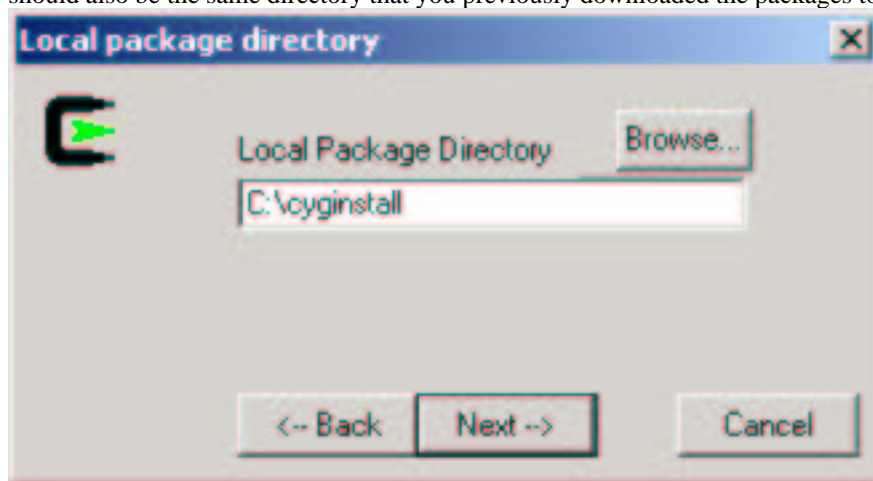 should also be the same directory that you previously downloaded the packages to
Local package directory
Local Package Directory
Browse...
C:\cyginstall
<-- Back
Next -->
Cancel